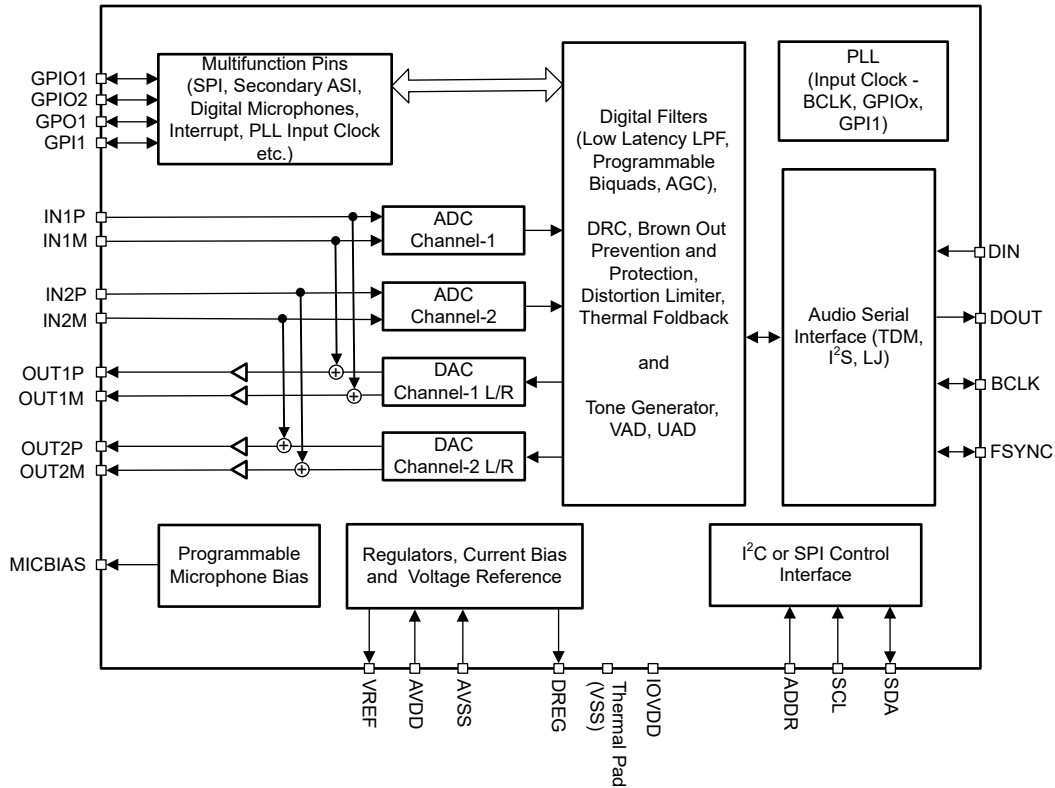 GPIO1
GPIO2
GPO1
GPI1
Multifunction Pins
(SPI, Secondary ASI,
Digital Microphones,
Interrupt, PLL Input Clock
etc.)
IN1P
IN1M
IN2P
IN2M
OUT1P
OUT1M
OUT2P
OUT2M
MICBIAS
ADC
Channel-1
ADC
Channel-2
DAC
Channel-1 L/R
DAC
Channel-2 L/R
+
+
+
+
Digital Filters
(Low Latency LPF,
Programmable
Biquads, AGC),
DRC, Brown Out
Prevention and
Protection,
Distortion Limiter,
Thermal Foldback
and
Tone Generator,
VAD, UAD
PLL
(Input Clock -
BCLK, GPIOx,
GPI1)
Audio Serial
Interface (TDM,
I²S, LJ)
DIN
DOUT
BCLK
FSYNC
Programmable
Microphone Bias
Regulators, Current Bias
and Voltage Reference
I²C or SPI Control
Interface
VREF
AVDD
AVSS
DREG
Thermal Pad
(VSS)
IOVDD
ADDR
SCL
SDA